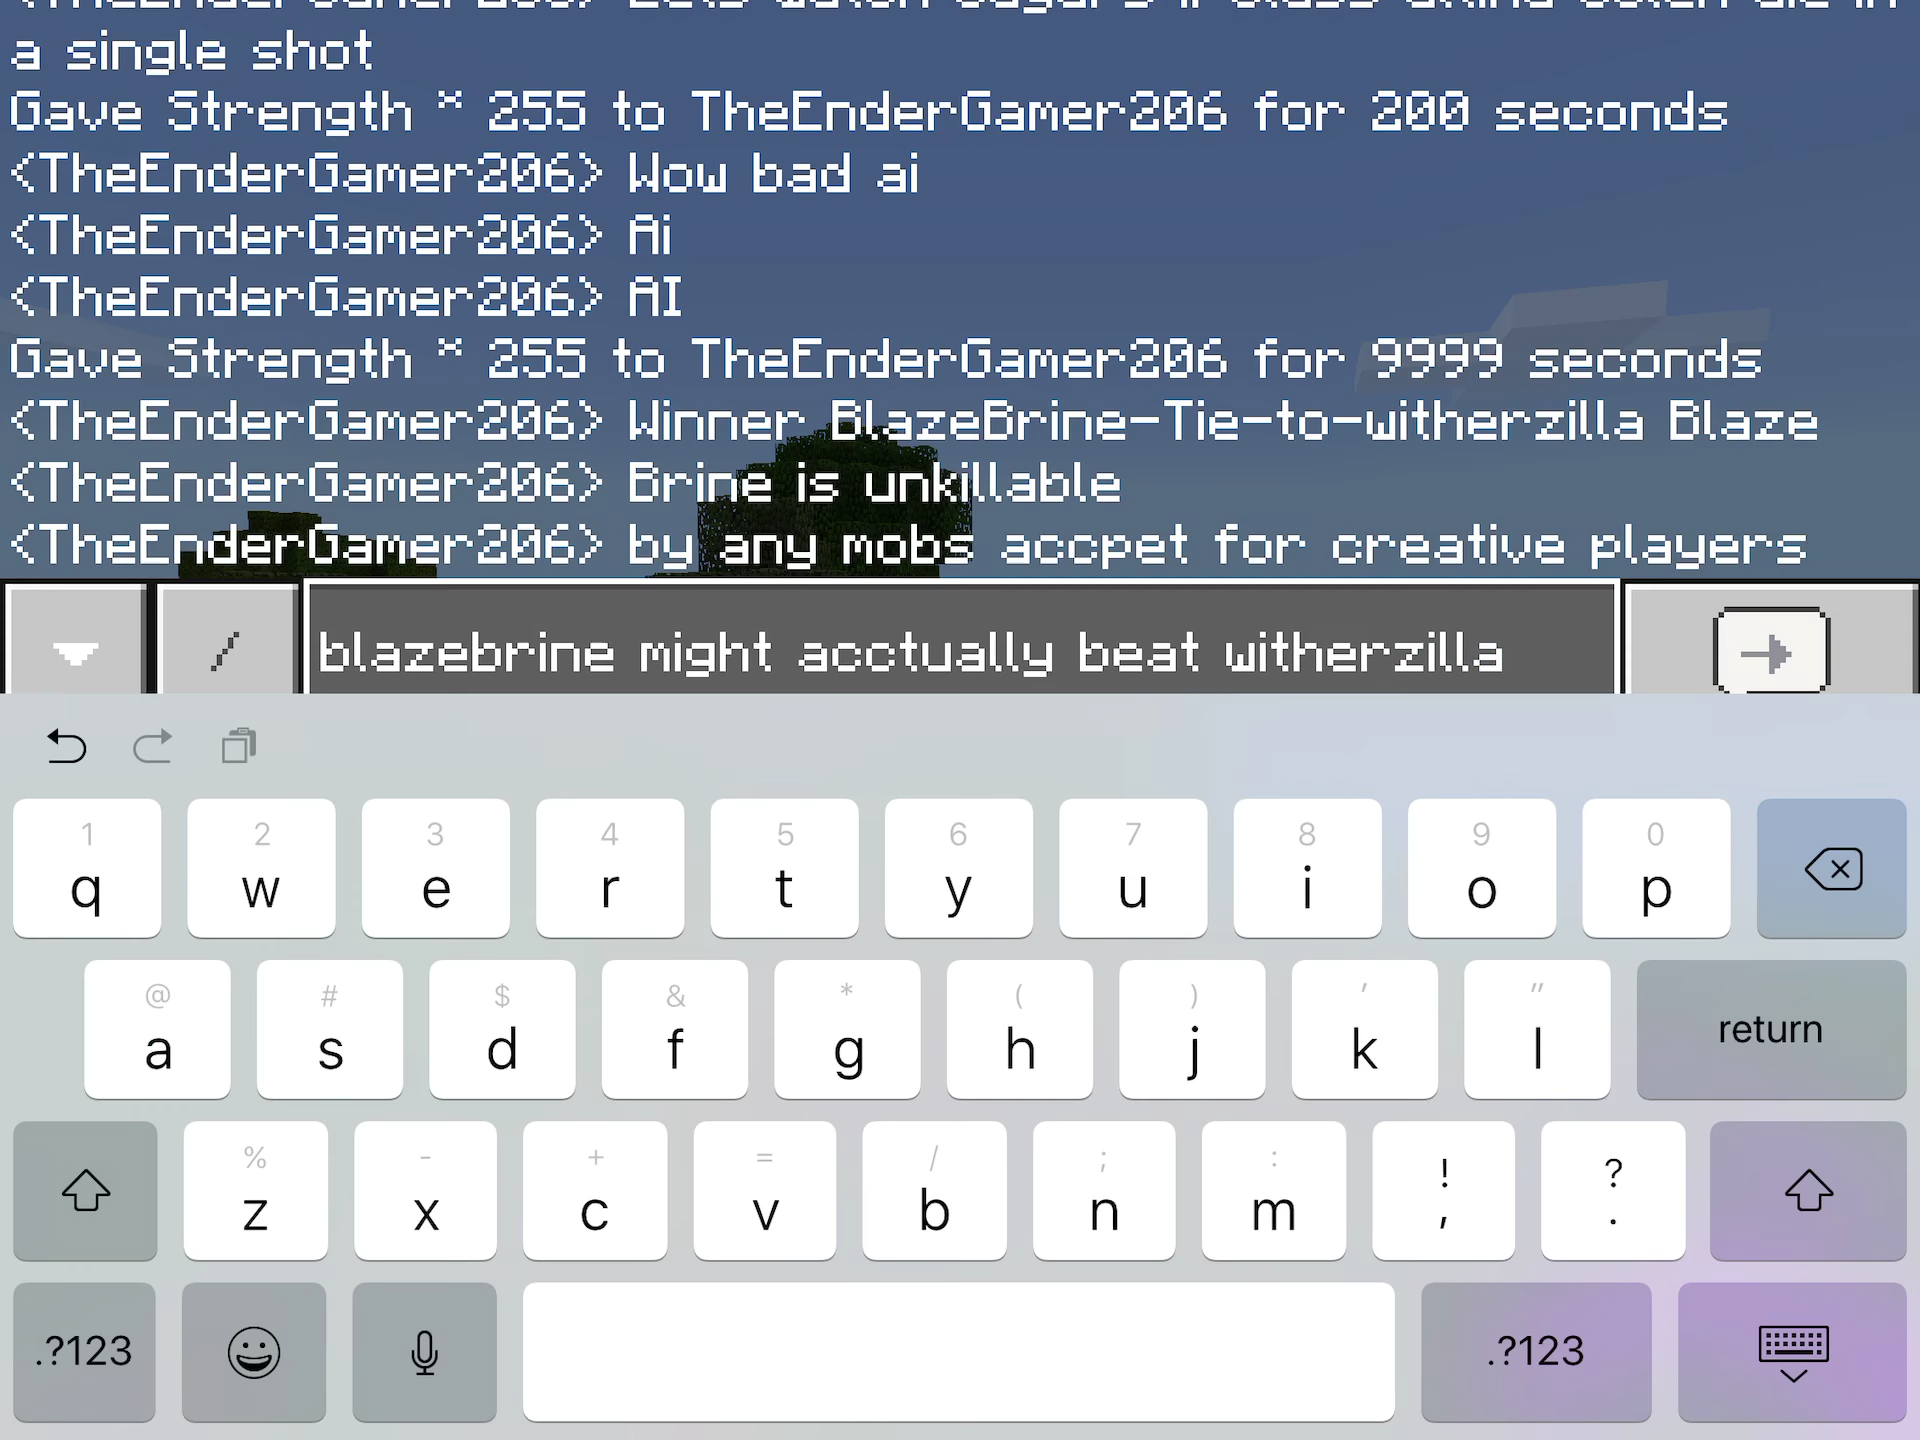 a single shot
Gave Strength * 255 to TheEnderGamer206 for 200 seconds
<TheEnderGamer206> Wow bad ai
<TheEnderGamer206> Ai
<TheEnderGamer206> AI
Gave Strength * 255 to TheEnderGamer206 for 9999 seconds
<TheEnderGamer206> Winner BlazeBrine-Tie-to-witherzilla Blaze
<TheEnderGamer206> Brine is unkillable
<TheEnderGamer206> by any mobs accpet for creative players
/ blazebrine might acctually beat witherzilla
1 2 3 4 5 6 7 8 9 0
q w e r t y u i o p
@ # $ & * ( ) ' "
a s d f g h j k l return
% - + = / ; : ! ?
z x c v b n m , .
.?123 .?123